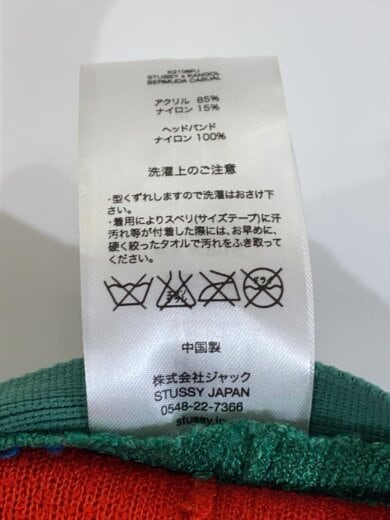 K2106PJ
STUSSY x KANGOL
BERMUDA CASUAL
アクリル 85%
ナイロン 15%
ヘッドバンド
ナイロン 100%
洗濯上のご注意
・型くずれしますので洗濯はおさけ下
さい。
・着用によりスベリ(サイズテープ)に汗
汚れ等が付着した際には、お早めに、
硬く絞ったタオルで汚れをふき取って
ください。
中国製
株式会社ジャック
STUSSY JAPAN
0548-22-7366
stussy.jp